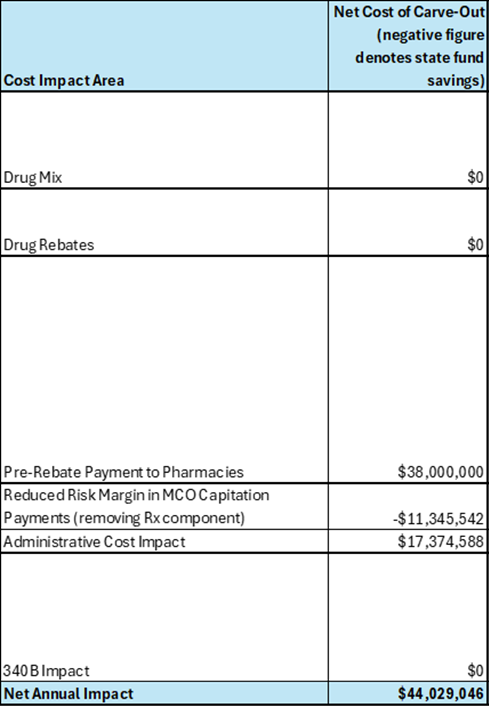 Cost Impact Area
Net Cost of Carve-Out
(negative figure
denotes state fund
savings)
Drug Mix $0
Drug Rebates $0
Pre-Rebate Payment to Pharmacies $38,000,000
Reduced Risk Margin in MCO Capitation
Payments (removing Rx component) -$11,345,542
Administrative Cost Impact $17,374,588
340B Impact $0
Net Annual Impact $44,029,046